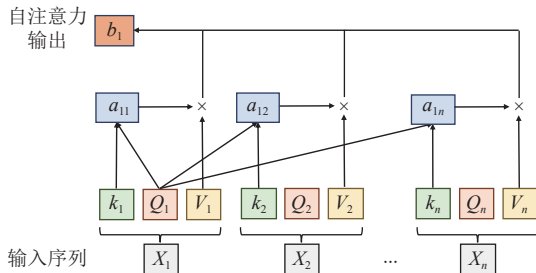 自注意力
输出
b₁
a₁₁ × a₁₂ × a₁ₙ ×
k₁ Q₁ V₁ k₂ Q₂ V₂ kₙ Qₙ Vₙ
输入序列 X₁ X₂ ... Xₙ